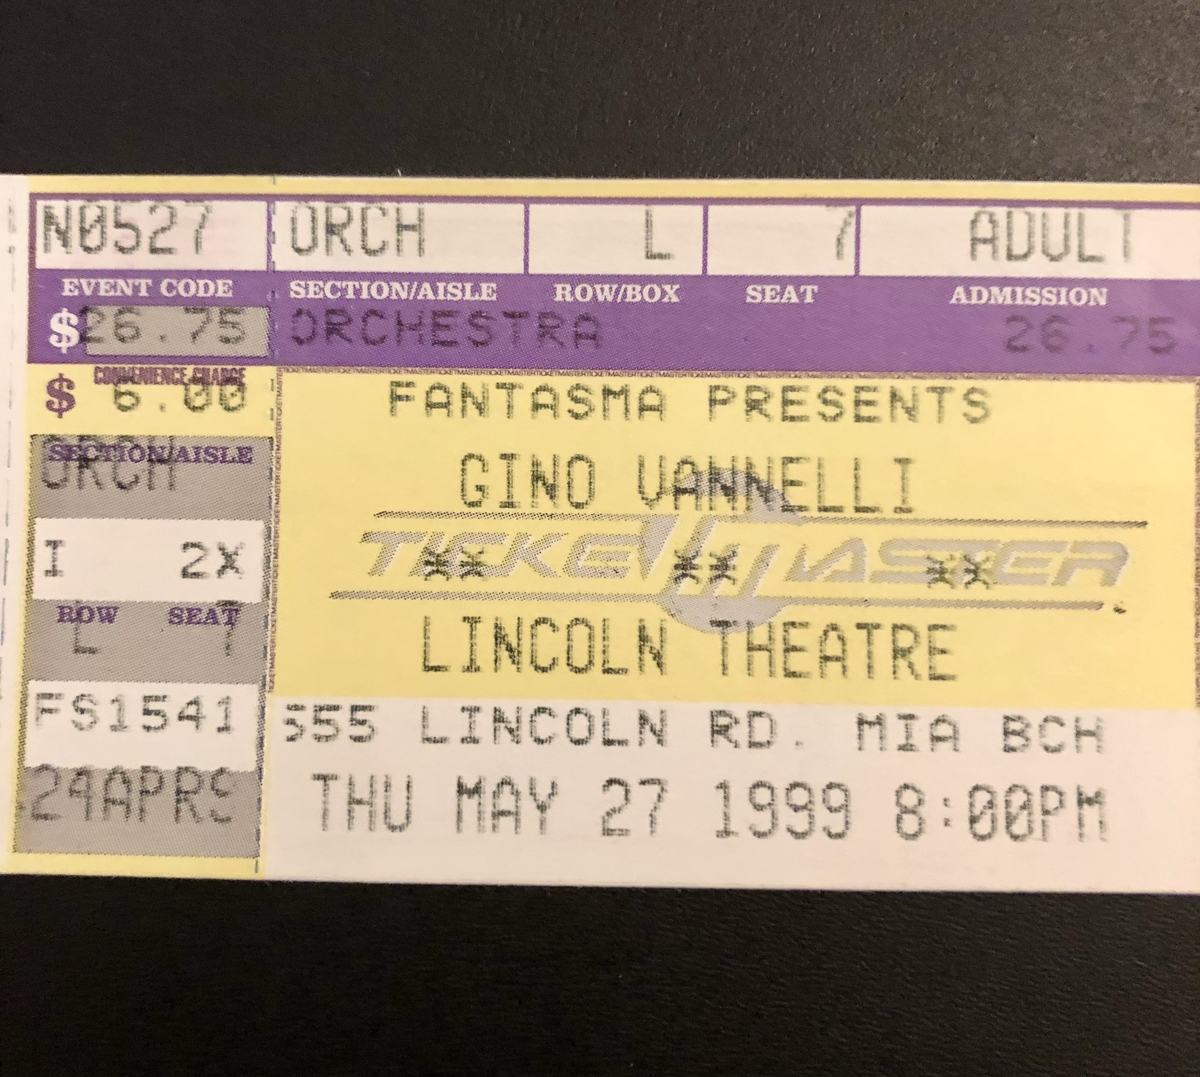 N0527 ORCH L 7 ADULT
EVENT CODE SECTION/AISLE ROW/BOX SEAT ADMISSION
$26.75 ORCHESTRA 26.75
CONVENIENCE CHARGE
$ 6.00 FANTASMA PRESENTS
SECTION/AISLE
ORCH
GINO VANNELLI
TICKETMASTER
** ** **
I 2X
ROW SEAT
L 7
LINCOLN THEATRE
FS1541
555 LINCOLN RD. MIA BCH
24APR9
THU MAY 27 1999 8:00PM